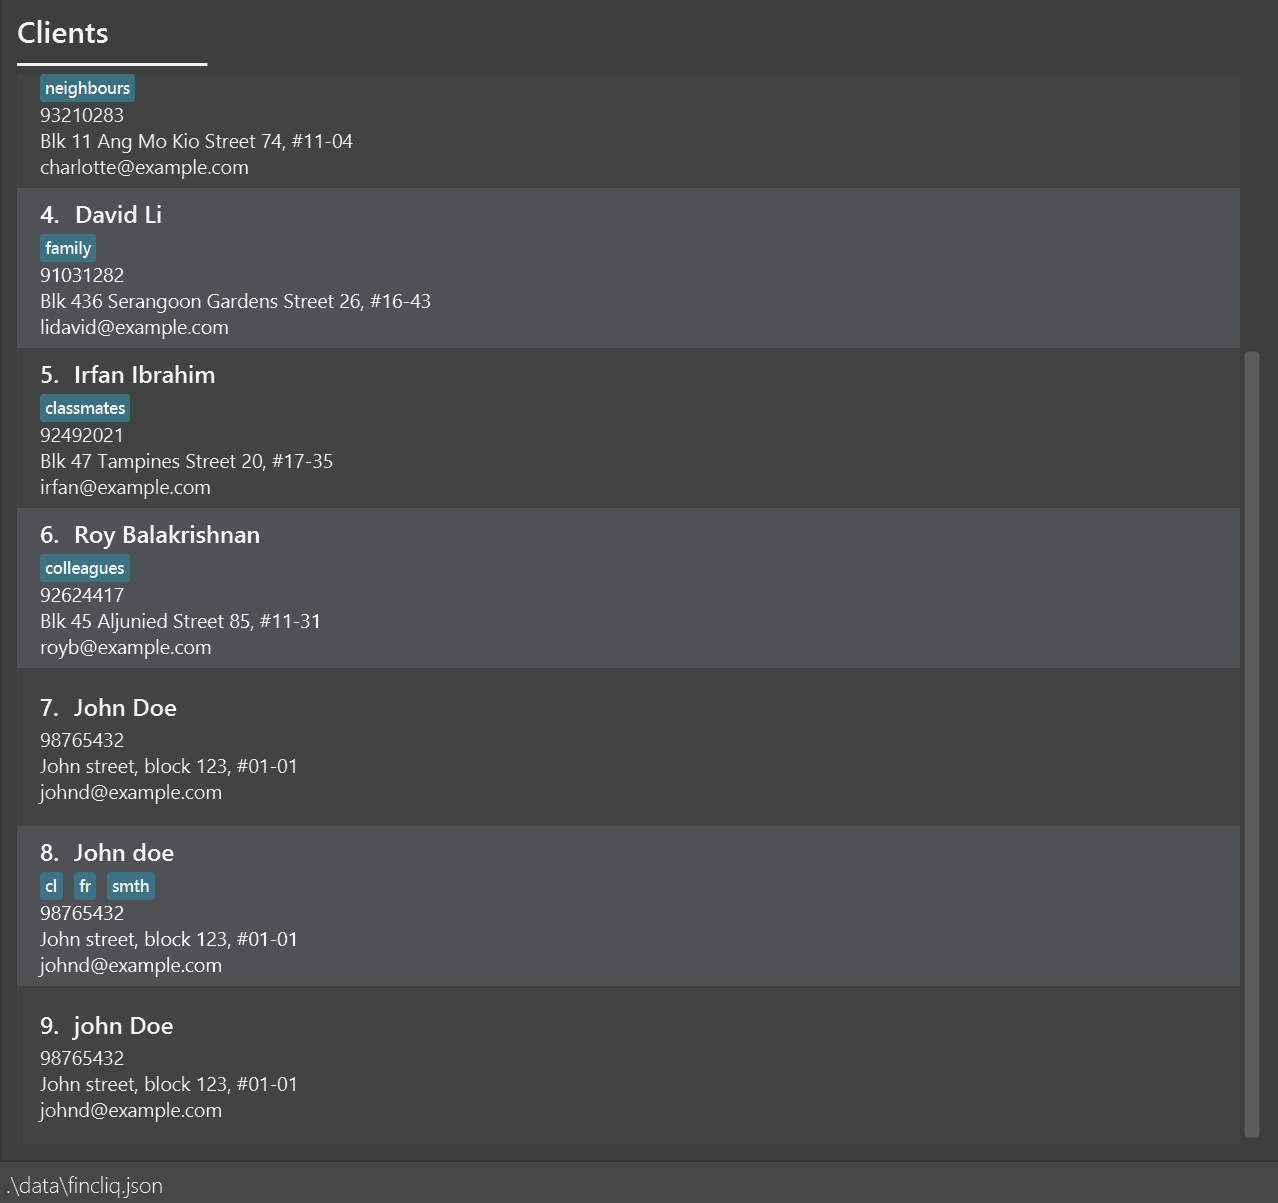 Clients
neighbours
93210283
Blk 11 Ang Mo Kio Street 74, #11-04
charlotte@example.com
4. David Li
family
91031282
Blk 436 Serangoon Gardens Street 26, #16-43
lidavid@example.com
5. Irfan Ibrahim
classmates
92492021
Blk 47 Tampines Street 20, #17-35
irfan@example.com
6. Roy Balakrishnan
colleagues
92624417
Blk 45 Aljunied Street 85, #11-31
royb@example.com
7. John Doe
98765432
John street, block 123, #01-01
johnd@example.com
8. John doe
cl fr smth
98765432
John street, block 123, #01-01
johnd@example.com
9. john Doe
98765432
John street, block 123, #01-01
johnd@example.com
.\data\fincliq.json